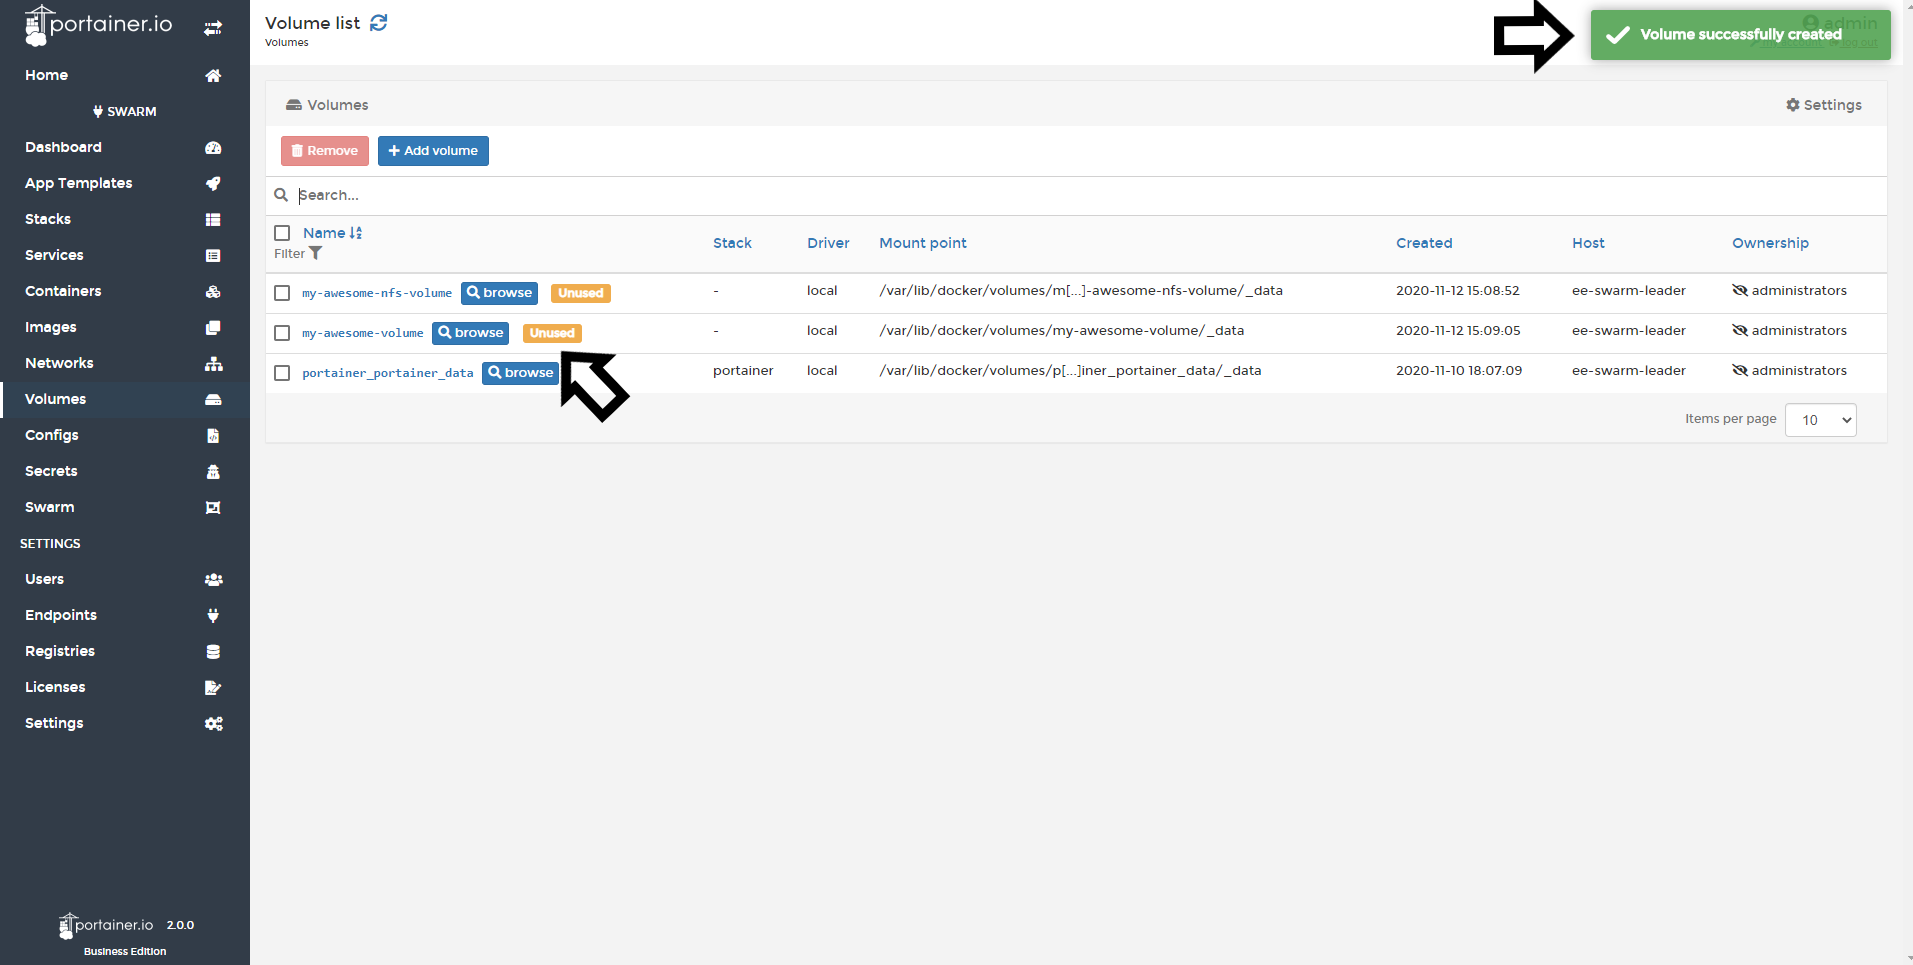 portainer.io
Home
SWARM
Dashboard
App Templates
Stacks
Services
Containers
Images
Networks
Volumes
Configs
Secrets
Swarm
SETTINGS
Users
Endpoints
Registries
Licenses
Settings
portainer.io 2.0.0
Business Edition
Volume list
Volumes
admin
my account log out
Volume successfully created
Volumes
Settings
Remove
Add volume
Search...
Name
Filter
Stack
Driver
Mount point
Created
Host
Ownership
my-awesome-nfs-volume browse Unused - local /var/lib/docker/volumes/m[...]-awesome-nfs-volume/_data 2020-11-12 15:08:52 ee-swarm-leader administrators
my-awesome-volume browse Unused - local /var/lib/docker/volumes/my-awesome-volume/_data 2020-11-12 15:09:05 ee-swarm-leader administrators
portainer_portainer_data browse portainer local /var/lib/docker/volumes/p[...]iner_portainer_data/_data 2020-11-10 18:07:09 ee-swarm-leader administrators
Items per page 10